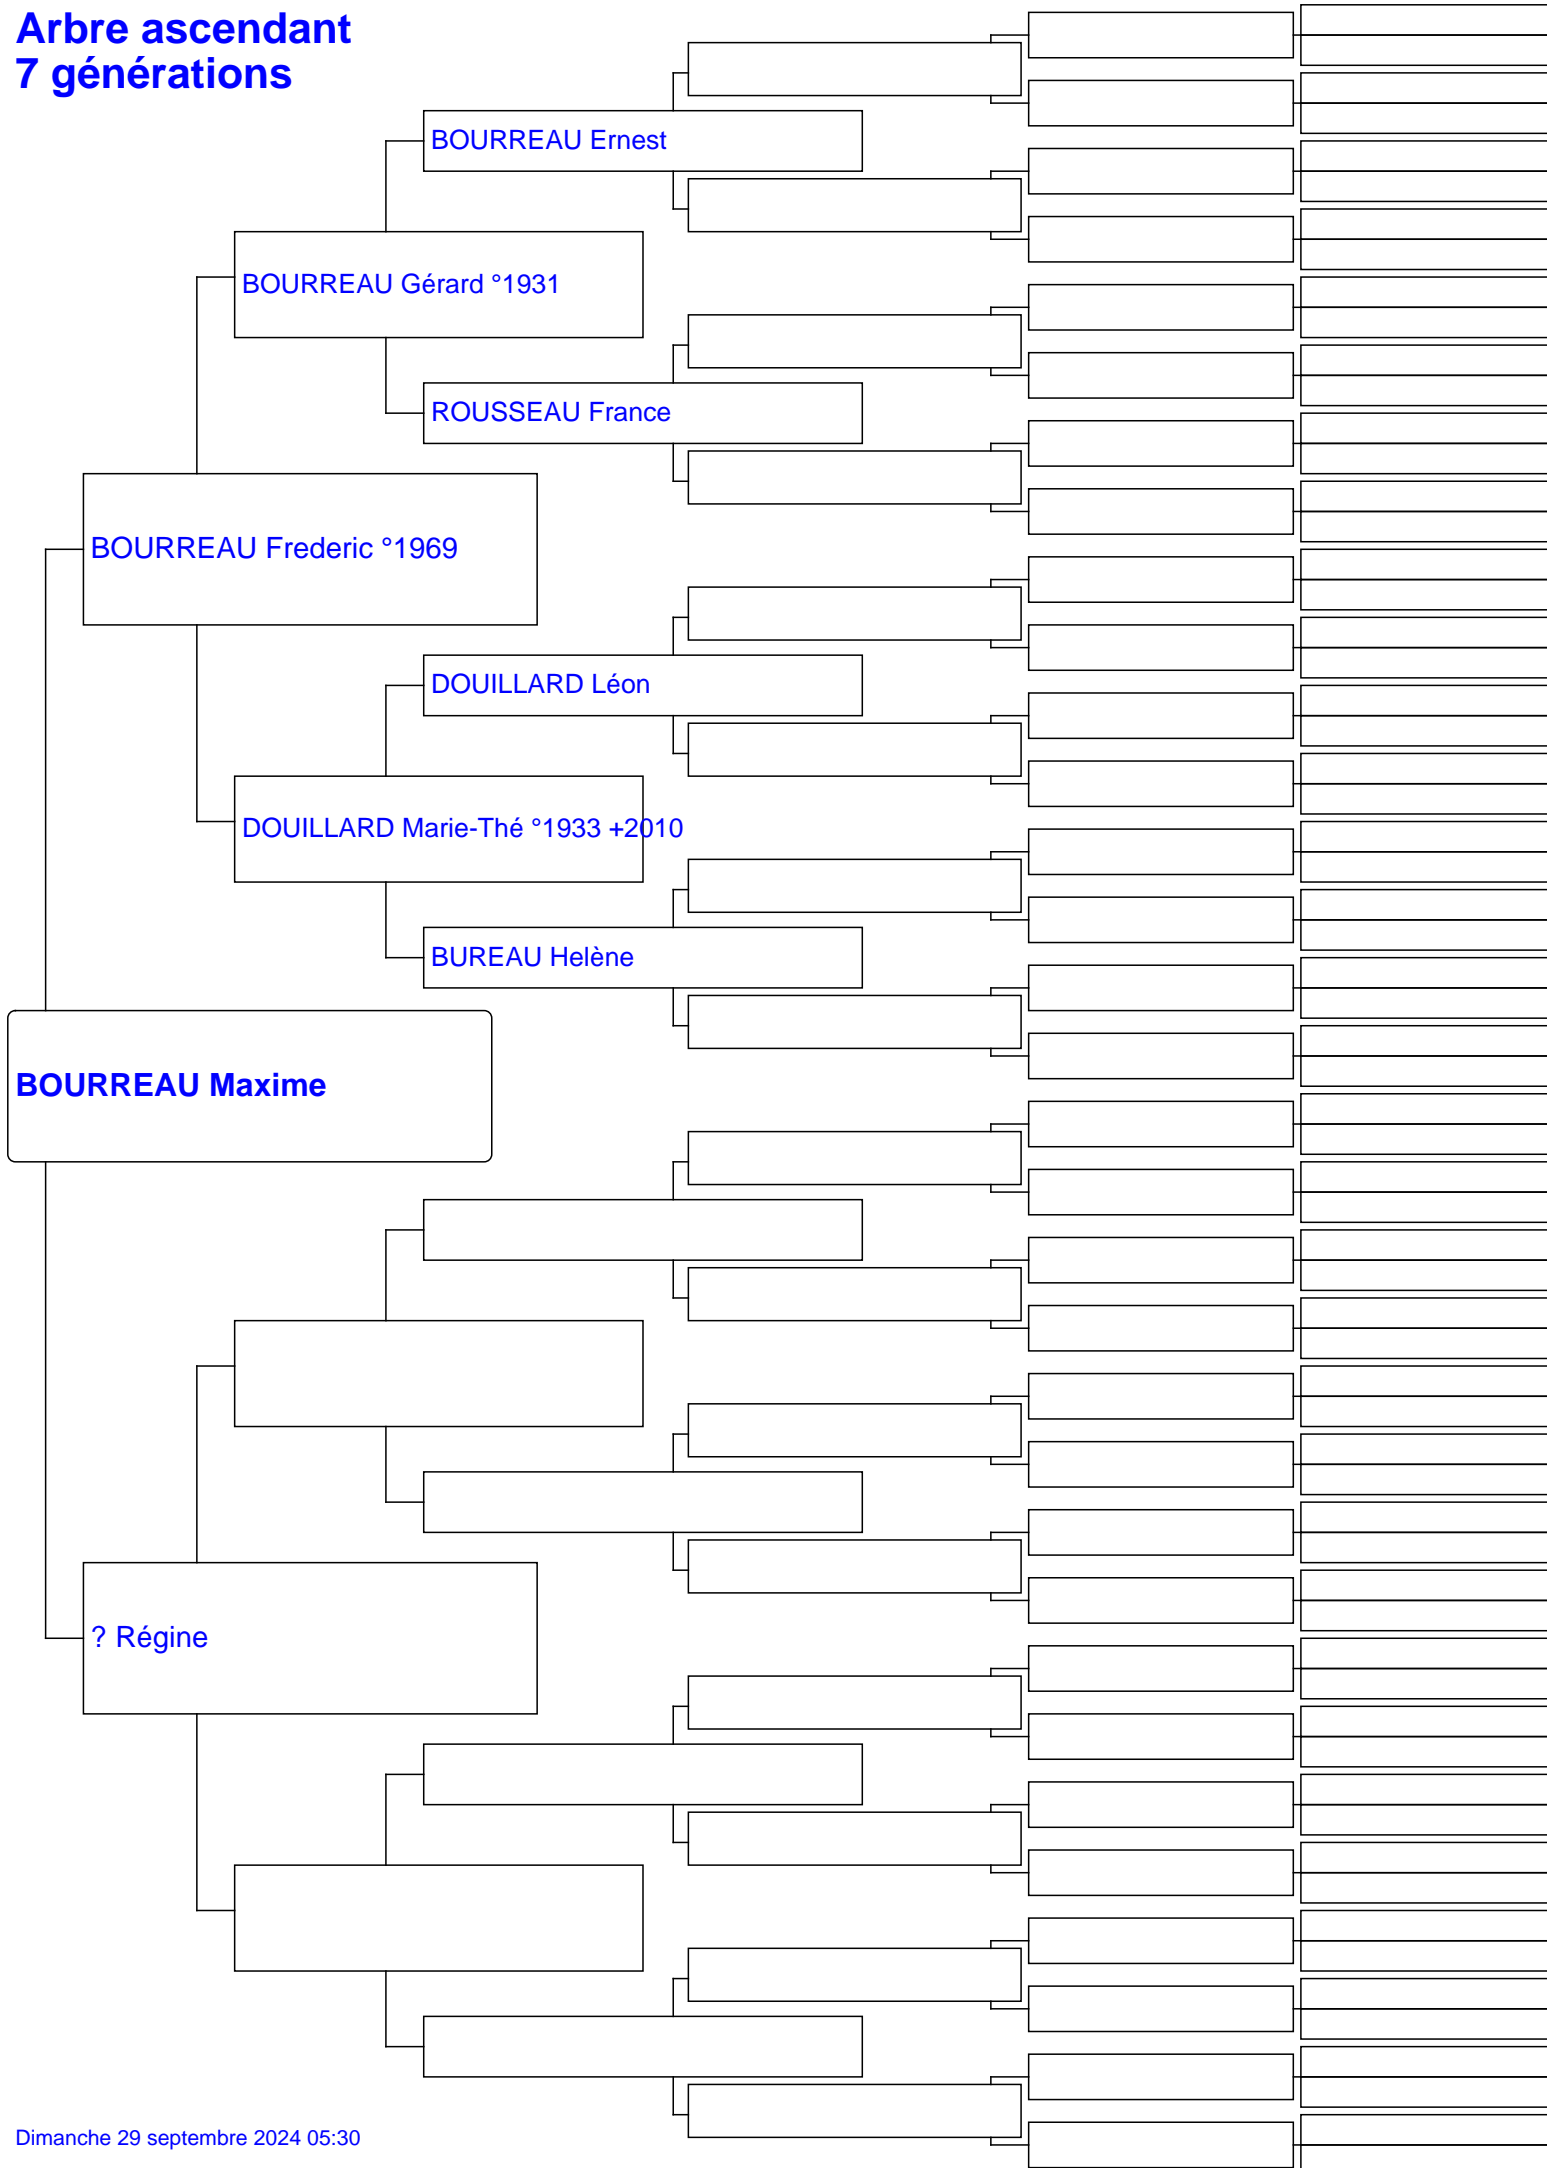 Arbre ascendant
7 générations
BOURREAU Ernest
BOURREAU Gérard °1931
ROUSSEAU France
BOURREAU Frederic °1969
DOUILLARD Léon
DOUILLARD Marie-Thé °1933 +2010
BUREAU Helène
BOURREAU Maxime
? Régine
Dimanche 29 septembre 2024 05:30